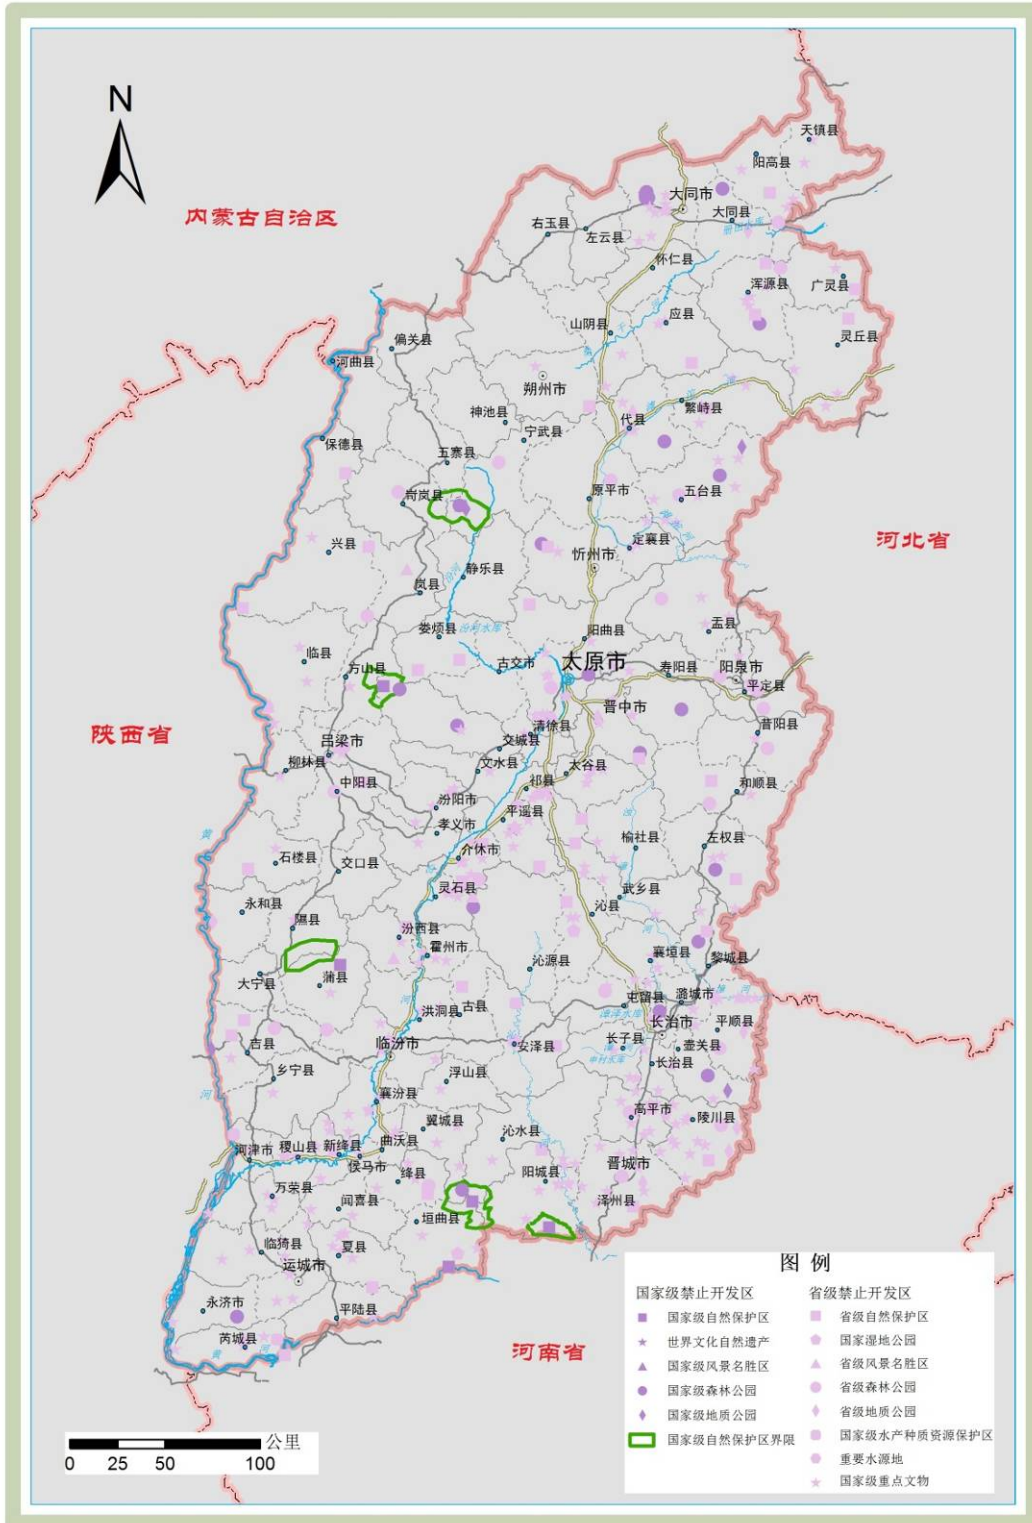 N
天镇县
阳高县
大同市
大同县
内蒙古自治区
右玉县
左云县
怀仁县
浑源县
广灵县
应县
山阴县
灵丘县
偏关县
河曲县
朔州市
神池县
繁峙县
代县
宁武县
保德县
五寨县
岢岚县
原平市
五台县
河北省
兴县
定襄县
忻州市
静乐县
岚县
汾河
娄烦县
汾河水库
阳曲县
盂县
临县
方山县
古交市
太原市
寿阳县
阳泉市
平定县
晋中市
陕西省
清徐县
昔阳县
吕梁市
交城县
柳林县
文水县
太谷县
中阳县
祁县
和顺县
汾阳市
平遥县
黄
孝义市
榆社县
左权县
石楼县
交口县
介休市
灵石县
武乡县
永和县
沁县
隰县
汾西县
霍州市
襄垣县
黎城县
沁源县
大宁县
蒲县
屯留县
潞城市
洪洞县
古县
漳泽水库
长治市
平顺县
吉县
临汾市
安泽县
长子县
壶关县
申村水库
长治县
乡宁县
浮山县
河
襄汾县
高平市
陵川县
翼城县
沁水县
河津市
稷山县
新绛县
曲沃县
侯马市
绛县
阳城县
晋城市
万荣县
闻喜县
泽州县
垣曲县
临猗县
夏县
运城市
永济市
平陆县
芮城县
黄
河
河南省
图 例
国家级禁止开发区
国家级自然保护区
世界文化自然遗产
国家级风景名胜区
国家级森林公园
国家级地质公园
国家级自然保护区界限
省级禁止开发区
省级自然保护区
国家湿地公园
省级风景名胜区
省级森林公园
省级地质公园
国家级水产种质资源保护区
重要水源地
国家级重点文物
公里
0 25 50 100